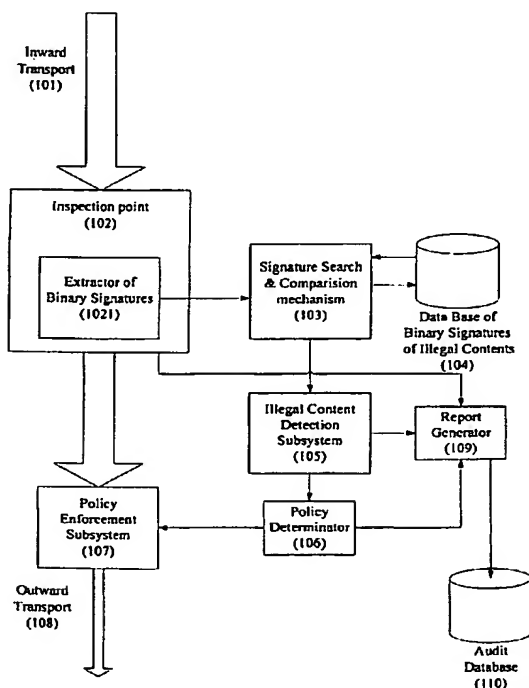 Inward
Transport
(101)
Inspection point
(102)
Extractor of
Binary Signatures
(1021)
Signature Search
& Comparision
mechanism
(103)
Data Base of
Binary Signatures
of Illegal Contents
(104)
Illegal Content
Detection
Subsystem
(105)
Report
Generator
(109)
Policy
Enforcement
Subsystem
(107)
Policy
Determinator
(106)
Outward
Transport
(108)
Audit
Database
(110)